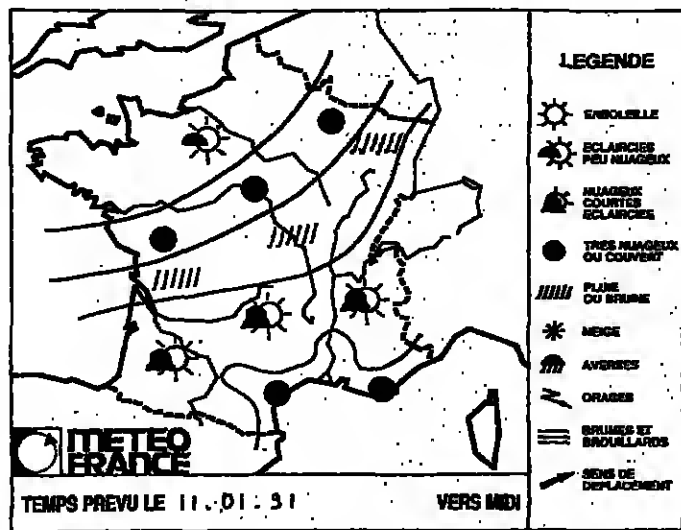 LEGENDE
ENSOLEILLE
ECLAIRCIES
PEU NUAGEUX
NUAGEUX
COURTES
ECLAIRCIES
TRES NUAGEUX
OU COUVERT
PLUIE
OU BRUINE
NEIGE
AVERSES
ORAGES
BRUMES ET
BROUILLARDS
SENS DE
DEPLACEMENT
METEO
FRANCE
TEMPS PREVU LE 11.01.91 VERS MIDI